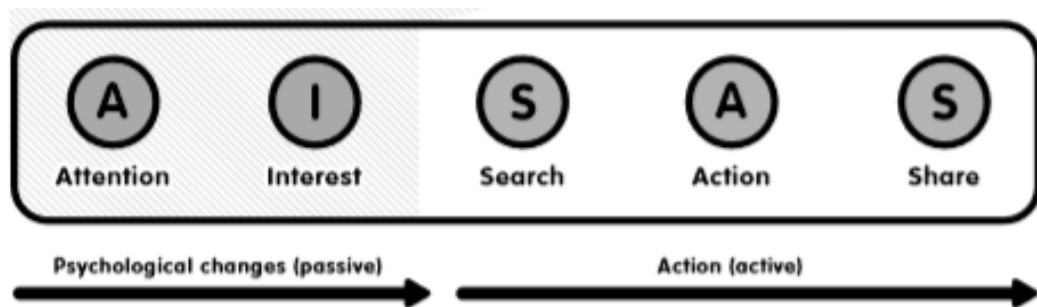 A I S A S
Attention Interest Search Action Share
Psychological changes (passive) Action (active)